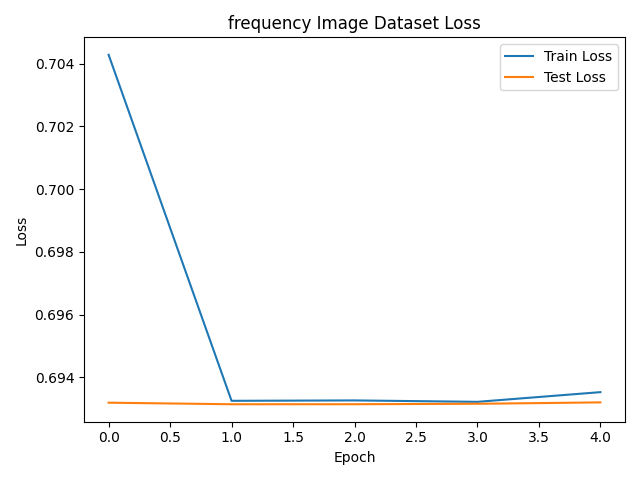 frequency Image Dataset Loss
Train Loss
Test Loss
Loss
0.704
0.702
0.700
0.698
0.696
0.694
0.0 0.5 1.0 1.5 2.0 2.5 3.0 3.5 4.0
Epoch